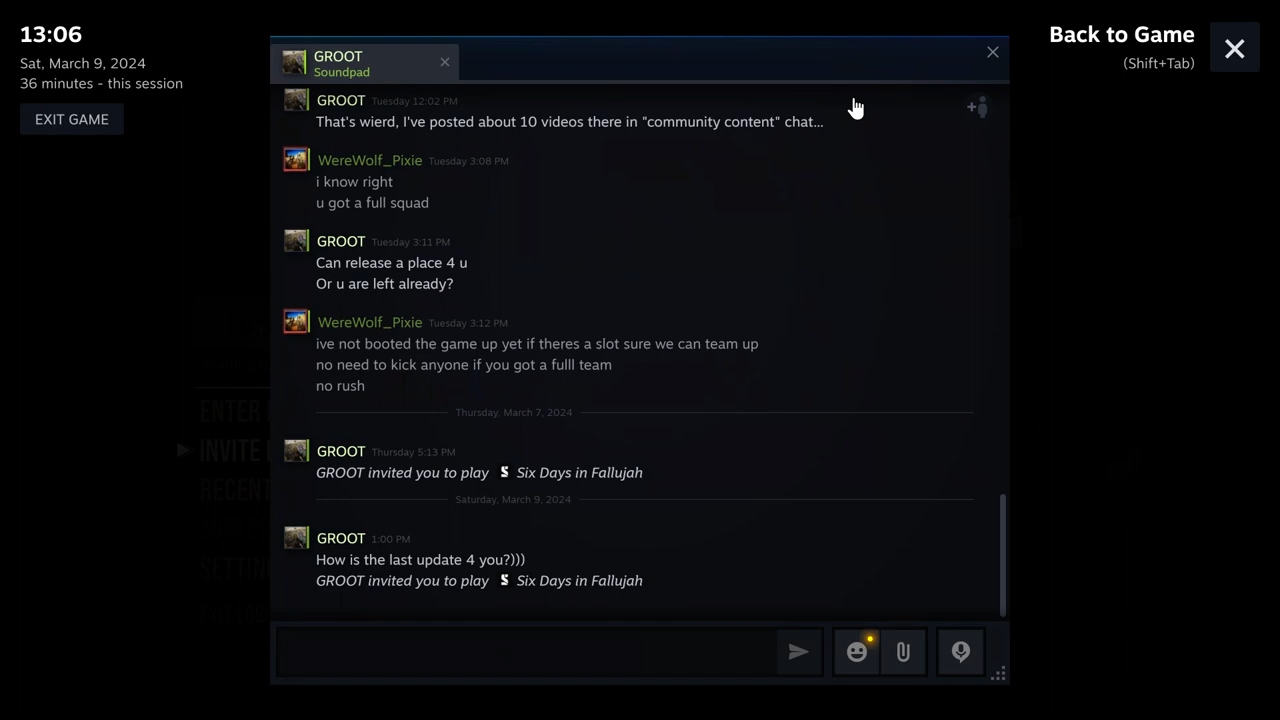 13:06
Sat, March 9, 2024
36 minutes - this session
EXIT GAME
Back to Game
(Shift+Tab)
GROOT
Soundpad
GROOT Tuesday 12:02 PM
That's wierd, I've posted about 10 videos there in "community content" chat...
WereWolf_Pixie Tuesday 3:08 PM
i know right
u got a full squad
GROOT Tuesday 3:11 PM
Can release a place 4 u
Or u are left already?
WereWolf_Pixie Tuesday 3:12 PM
ive not booted the game up yet if theres a slot sure we can team up
no need to kick anyone if you got a fulll team
no rush
Thursday, March 7, 2024
GROOT Thursday 5:13 PM
GROOT invited you to play S Six Days in Fallujah
Saturday, March 9, 2024
GROOT 1:00 PM
How is the last update 4 you?)))
GROOT invited you to play S Six Days in Fallujah
ENTER
INVITE
RECENT
SETTIN